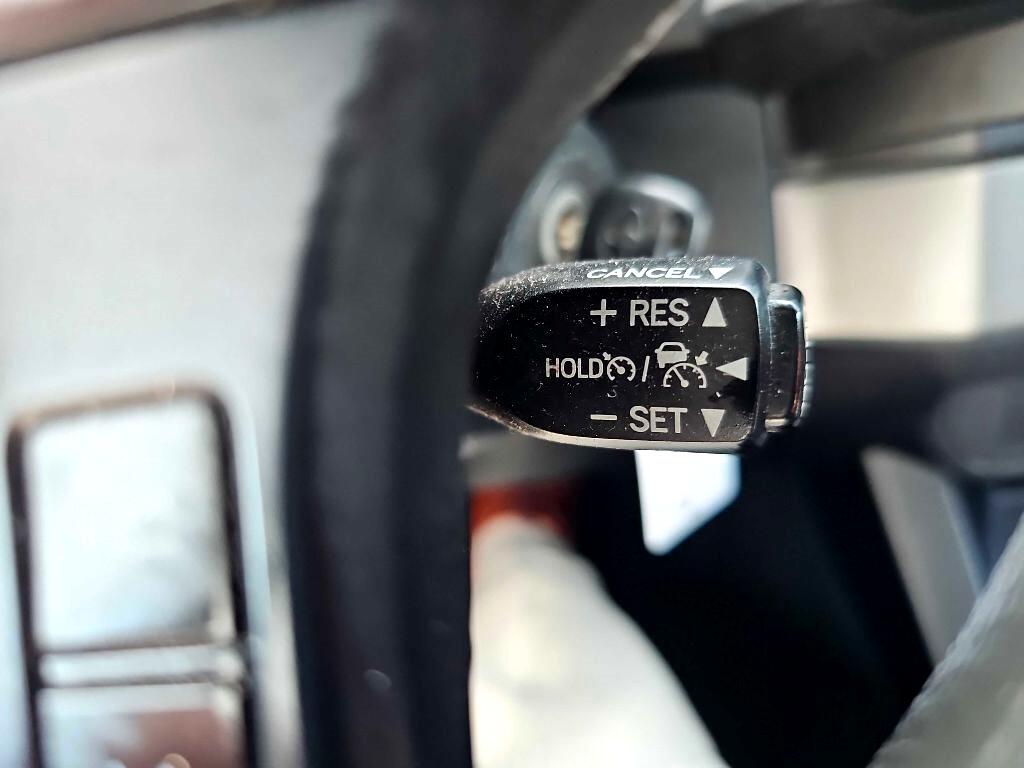 CANCEL ▼
+ RES ▲
HOLD / ◀
− SET ▼